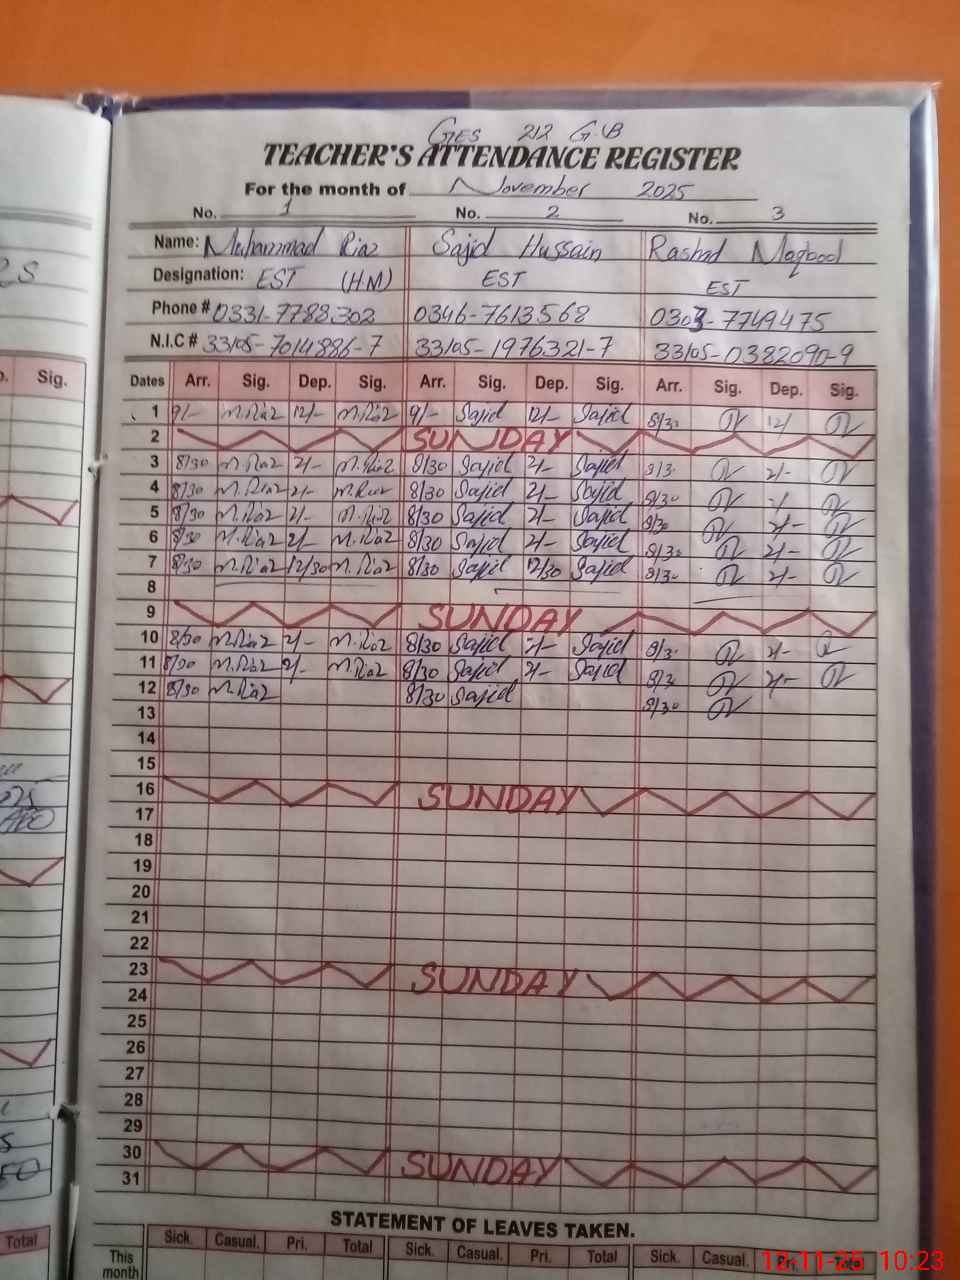 GES 212 G.B
TEACHER'S ATTENDANCE REGISTER
For the month of November 2025
No. 1 No. 2 No. 3
Name: Muhammad Riaz Sajid Hussain Rashad Maqbool
Designation: EST (H.M) EST EST
Phone # 0331-7788302 0346-7613568 0303-7749475
N.I.C # 33105-7014886-7 33105-1976321-7 33105-0382090-9
Dates Arr. Sig. Dep. Sig. Arr. Sig. Dep. Sig. Arr. Sig. Dep. Sig.
1 9/- M.Riaz 12/- M.Riaz 9/- Sajid 12/- Sajid 8/30 12/
2 SUNDAY
3 8/30 M.Riaz 2/- M.Riaz 8/30 Sajid 2/- Sajid 8/30 2/-
4 8/30 M.Riaz 2/- M.Riaz 8/30 Sajid 2/- Sajid 8/30
5 8/30 M.Riaz 2/- M.Riaz 8/30 Sajid 2/- Sajid 8/30 2/-
6 8/30 M.Riaz 2/- M.Riaz 8/30 Sajid 2/- Sajid 8/30 2/-
7 8/30 M.Riaz 12/30 M.Riaz 8/30 Sajid 12/30 Sajid 8/30 2/-
8
9 SUNDAY
10 8/30 M.Riaz 2/- M.Riaz 8/30 Sajid 2/- Sajid 8/30 2/-
11 8/30 M.Riaz 2/- M.Riaz 8/30 Sajid 2/- Sajid 8/30 2/-
12 8/30 M.Riaz 8/30 Sajid 8/30
13
14
15
16 SUNDAY
17
18
19
20
21
22
23 SUNDAY
24
25
26
27
28
29
30 SUNDAY
31
STATEMENT OF LEAVES TAKEN.
Sick. Casual. Pri. Total Sick. Casual. Pri. Total Sick. Casual. Pri. Total
This month
Sig.
Total
12-11-25 10:23